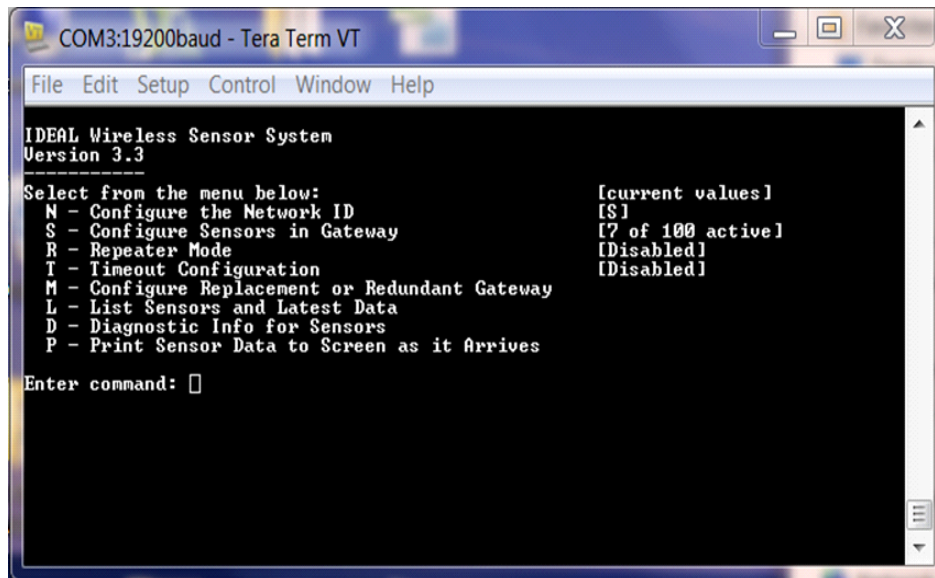 COM3:19200baud - Tera Term VT
File Edit Setup Control Window Help
IDEAL Wireless Sensor System
Version 3.3
-----------
Select from the menu below: [current values]
N - Configure the Network ID [S]
S - Configure Sensors in Gateway [7 of 100 active]
R - Repeater Mode [Disabled]
T - Timeout Configuration [Disabled]
M - Configure Replacement or Redundant Gateway
L - List Sensors and Latest Data
D - Diagnostic Info for Sensors
P - Print Sensor Data to Screen as it Arrives
Enter command: